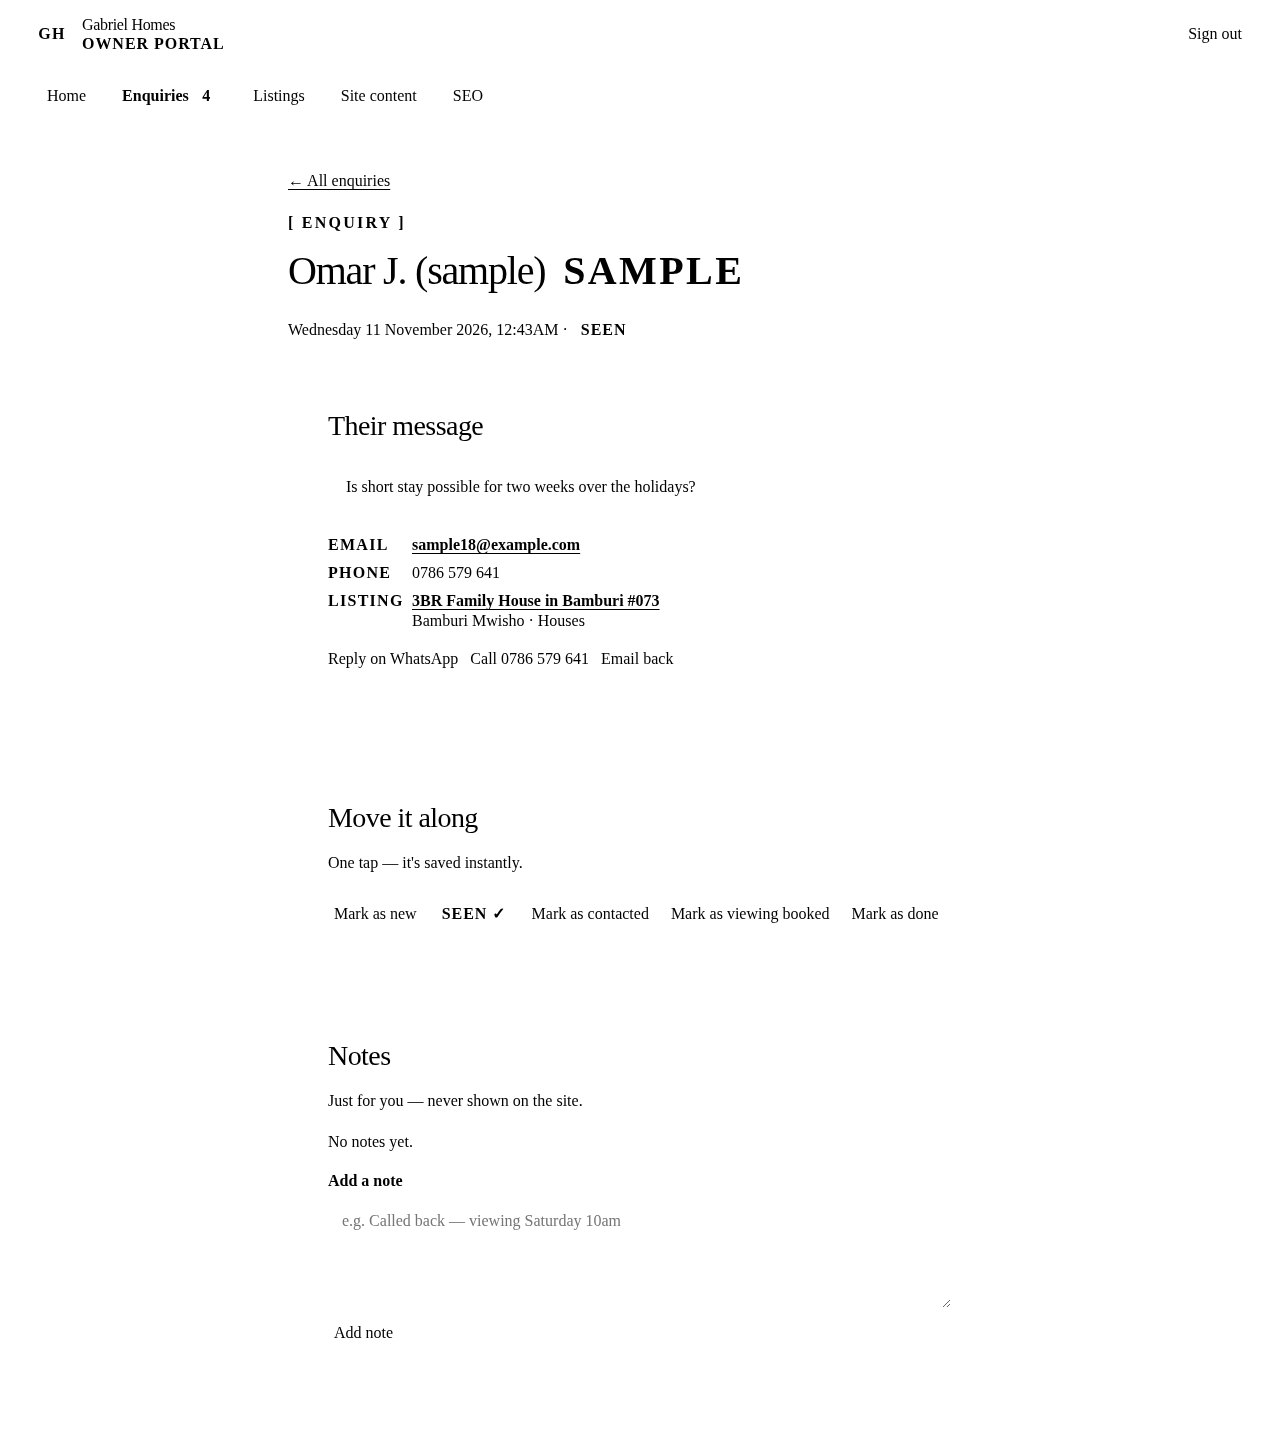 GH
Gabriel Homes
OWNER PORTAL
Sign out
Home Enquiries 4 Listings Site content SEO
← All enquiries
[ ENQUIRY ]
Omar J. (sample) SAMPLE
Wednesday 11 November 2026, 12:43AM · SEEN
Their message
Is short stay possible for two weeks over the holidays?
EMAIL sample18@example.com
PHONE 0786 579 641
LISTING 3BR Family House in Bamburi #073
Bamburi Mwisho · Houses
Reply on WhatsApp Call 0786 579 641 Email back
Move it along
One tap — it's saved instantly.
Mark as new SEEN ✓ Mark as contacted Mark as viewing booked Mark as done
Notes
Just for you — never shown on the site.
No notes yet.
Add a note
e.g. Called back — viewing Saturday 10am
Add note